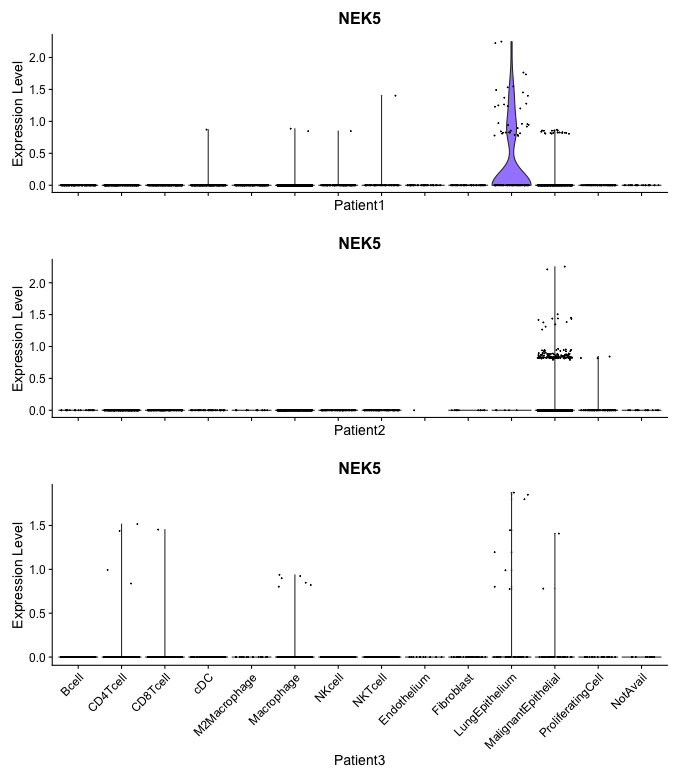 NEK5
Expression Level
2.0
1.5
1.0
0.5
0.0
Patient1
NEK5
Expression Level
2.0
1.5
1.0
0.5
0.0
Patient2
NEK5
Expression Level
1.5
1.0
0.5
0.0
Bcell
CD4Tcell
CD8Tcell
cDC
M2Macrophage
Macrophage
NKcell
NKTcell
Endothelium
Fibroblast
LungEpithelium
MalignantEpithelial
ProliferatingCell
NotAvail
Patient3